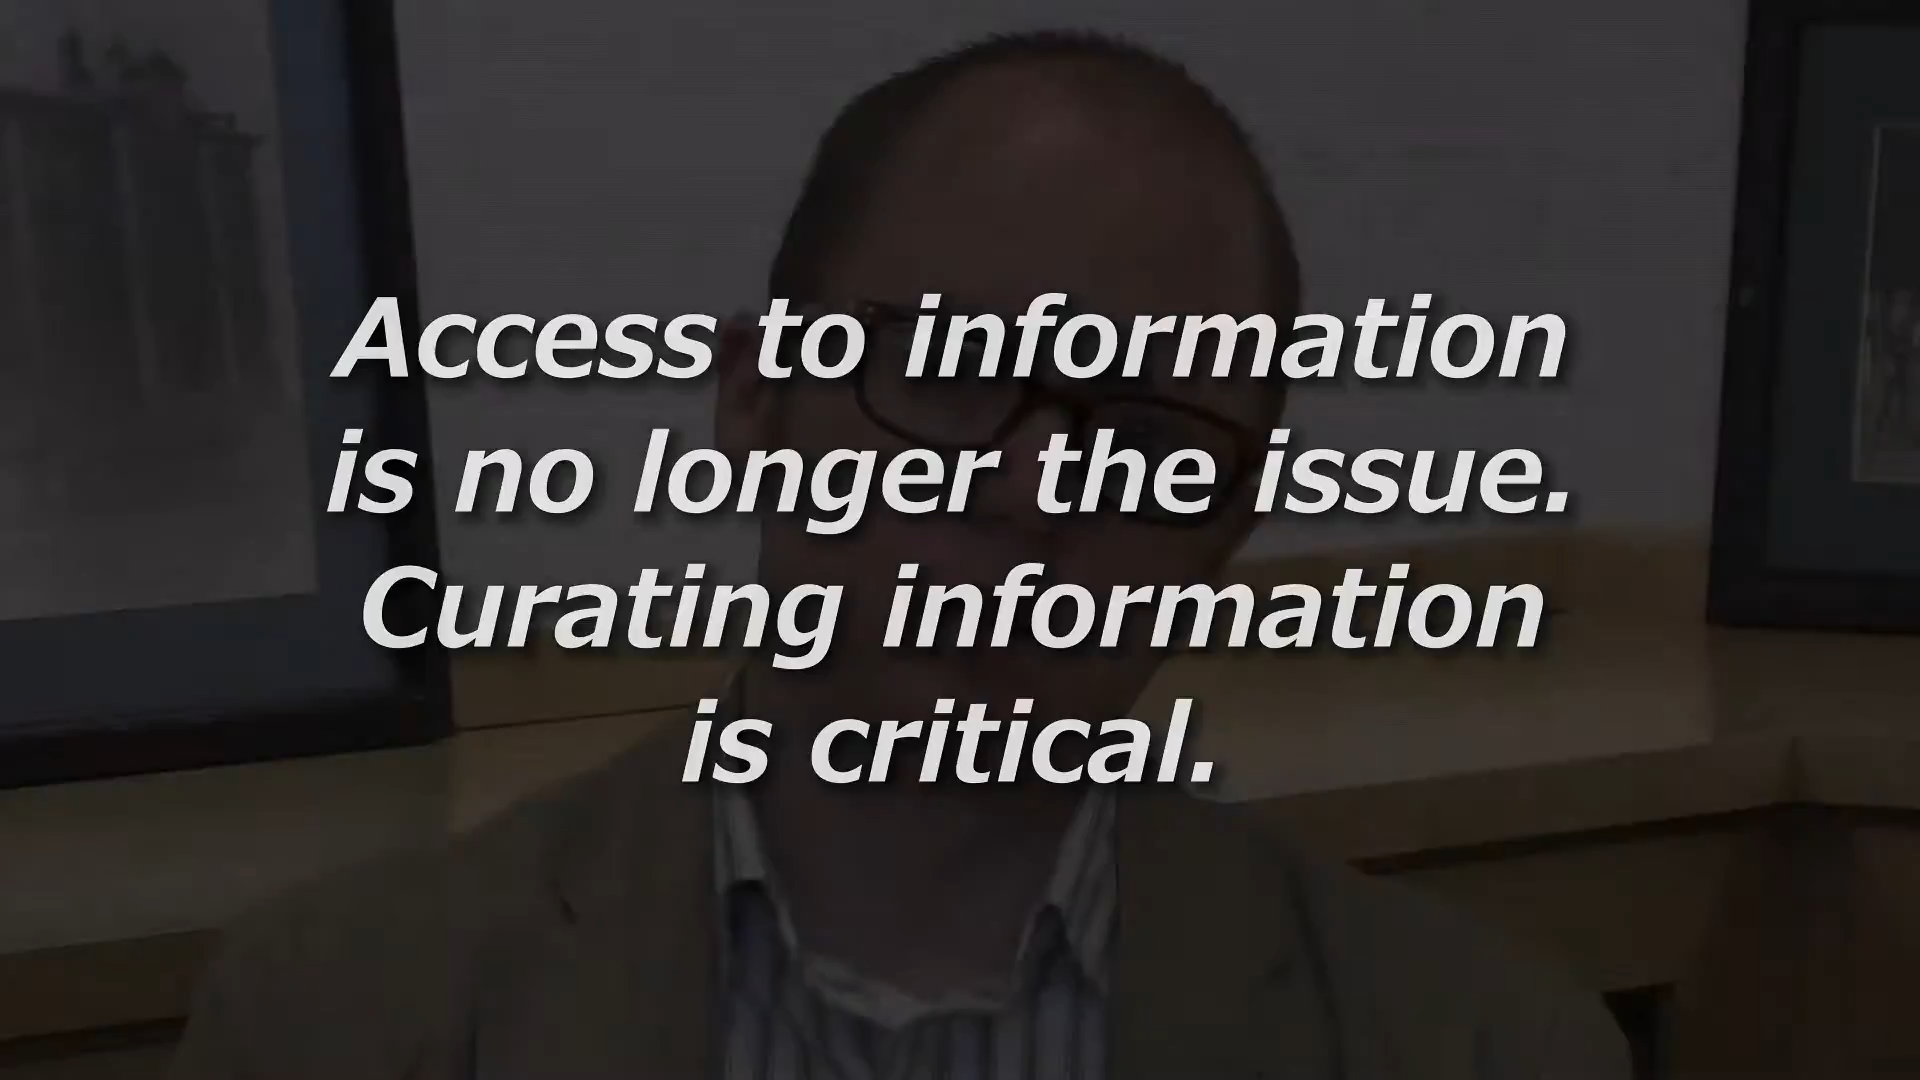 Access to information
is no longer the issue.
Curating information
is critical.